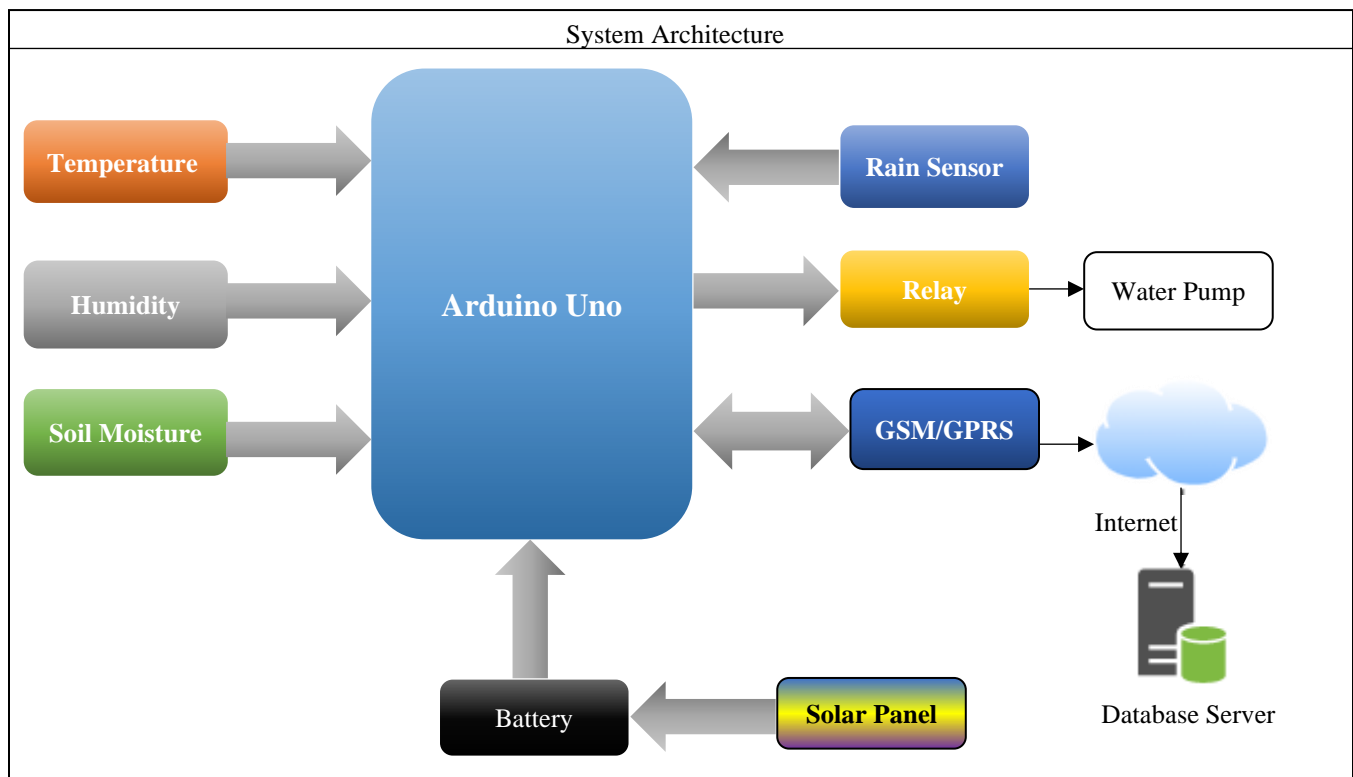 System Architecture
Temperature
Rain Sensor
Humidity
Arduino Uno
Relay
Water Pump
Soil Moisture
GSM/GPRS
Internet
Battery
Solar Panel
Database Server